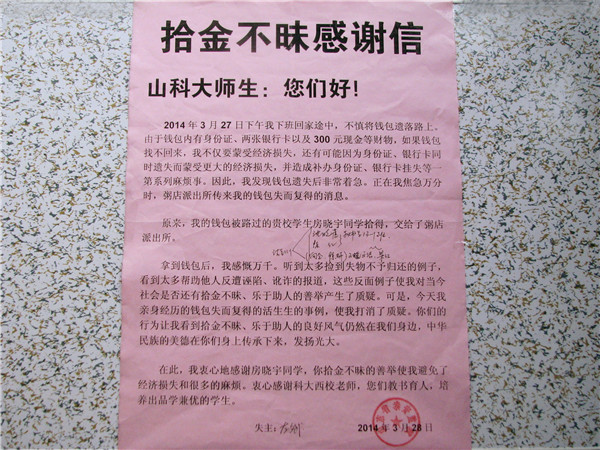 拾金不昧感谢信
山科大师生：您们好！
2014 年 3 月 27 日下午我下班回家途中，不慎将钱包遗落路上。
由于钱包内有身份证、两张银行卡以及 300 元现金等财物，如果钱包
找不回来，我不仅要蒙受经济损失，还有可能因为身份证、银行卡同
时遗失而蒙受更大的经济损失，并造成补办身份证、银行卡挂失等一
第系列麻烦事。因此，我发现钱包遗失后非常着急。正在我焦急万分
时，粥店派出所传来我的钱包失而复得的消息。
原来，我的钱包被路过的贵校学生房晓宇同学拾得，交给了粥店
派出所。
拿到钱包后，我感慨万千。听到太多捡到失物不予归还的例子，
看到太多帮助他人反遭诬陷、讹诈的报道，这些反面例子使我对当今
社会是否还有拾金不昧、乐于助人的善举产生了质疑。可是，今天我
亲身经历的钱包失而复得的活生生的事例，使我打消了质疑。你们的
行为让我看到拾金不昧、乐于助人的良好风气仍然在我们身边，中华
民族的美德在你们身上传承下来，发扬光大。
在此，我衷心地感谢房晓宇同学，你拾金不昧的善举使我避免了
经济损失和很多的麻烦。衷心感谢科大西校老师，您们教书育人，培
养出品学兼优的学生。
失主：
2014 年 3 月 28 日